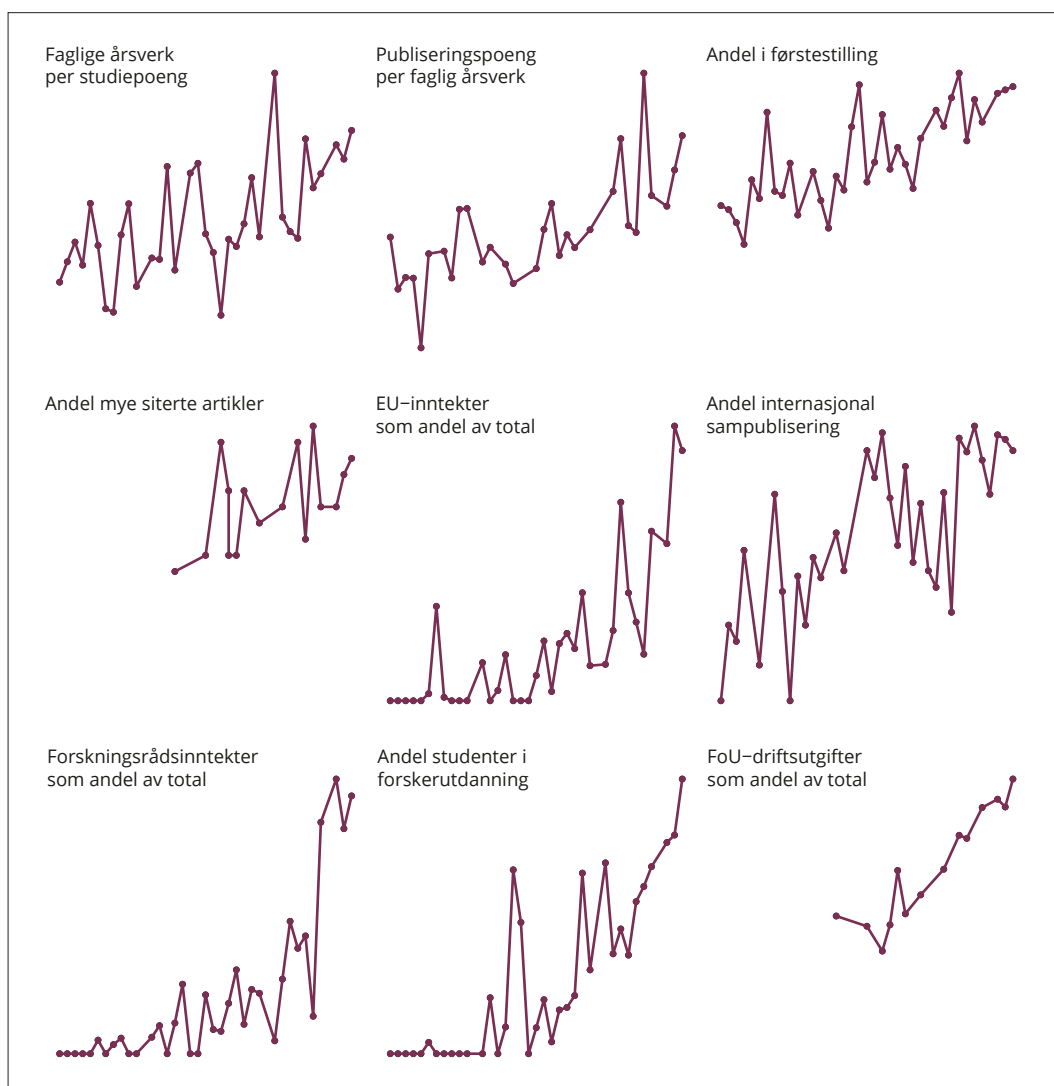 Faglige årsverk
per studiepoeng
Publiseringspoeng
per faglig årsverk
Andel i førstestilling
Andel mye siterte artikler
EU−inntekter
som andel av total
Andel internasjonal
sampublisering
Forskningsrådsinntekter
som andel av total
Andel studenter i
forskerutdanning
FoU−driftsutgifter
som andel av total